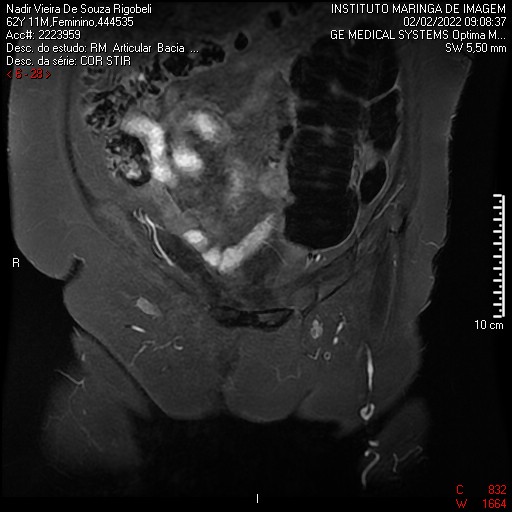 Nadir Vieira De Souza Rigobeli
62Y 11M,Feminino,444535
Acc#: 2223959
Desc. do estudo: RM Articular Bacia ...
Desc. da série: COR STIR
< 6 - 23 >
INSTITUTO MARINGA DE IMAGEM
02/02/2022 09:08:37
GE MEDICAL SYSTEMS Optima M...
SW 5,50 mm
R
10 cm
I
C 832
W 1664